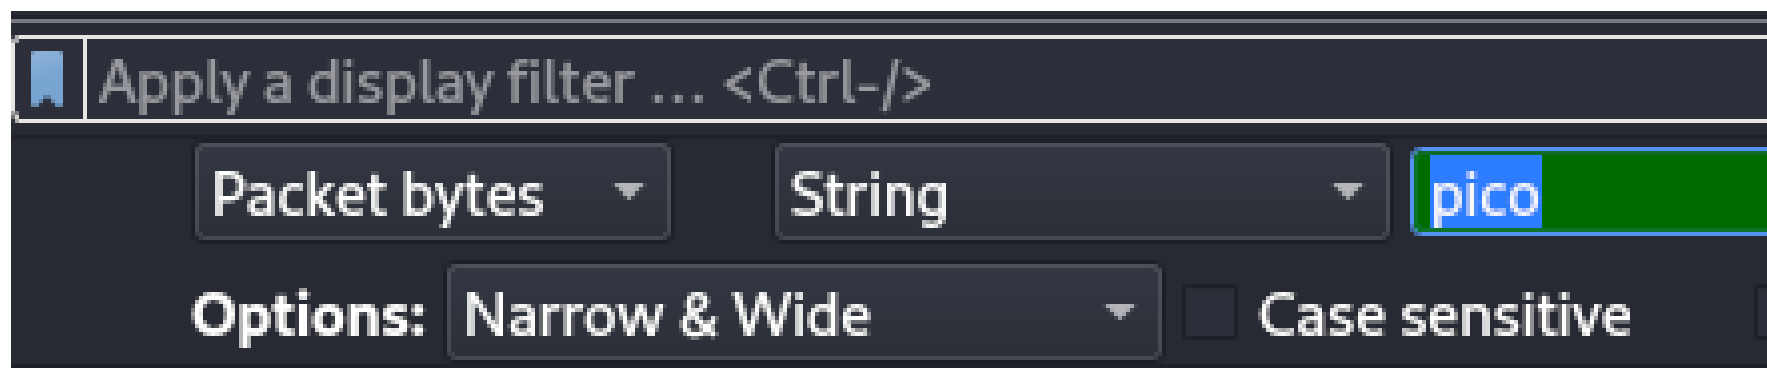 Apply a display filter ... <Ctrl-/>
Packet bytes String pico
Options: Narrow & Wide Case sensitive